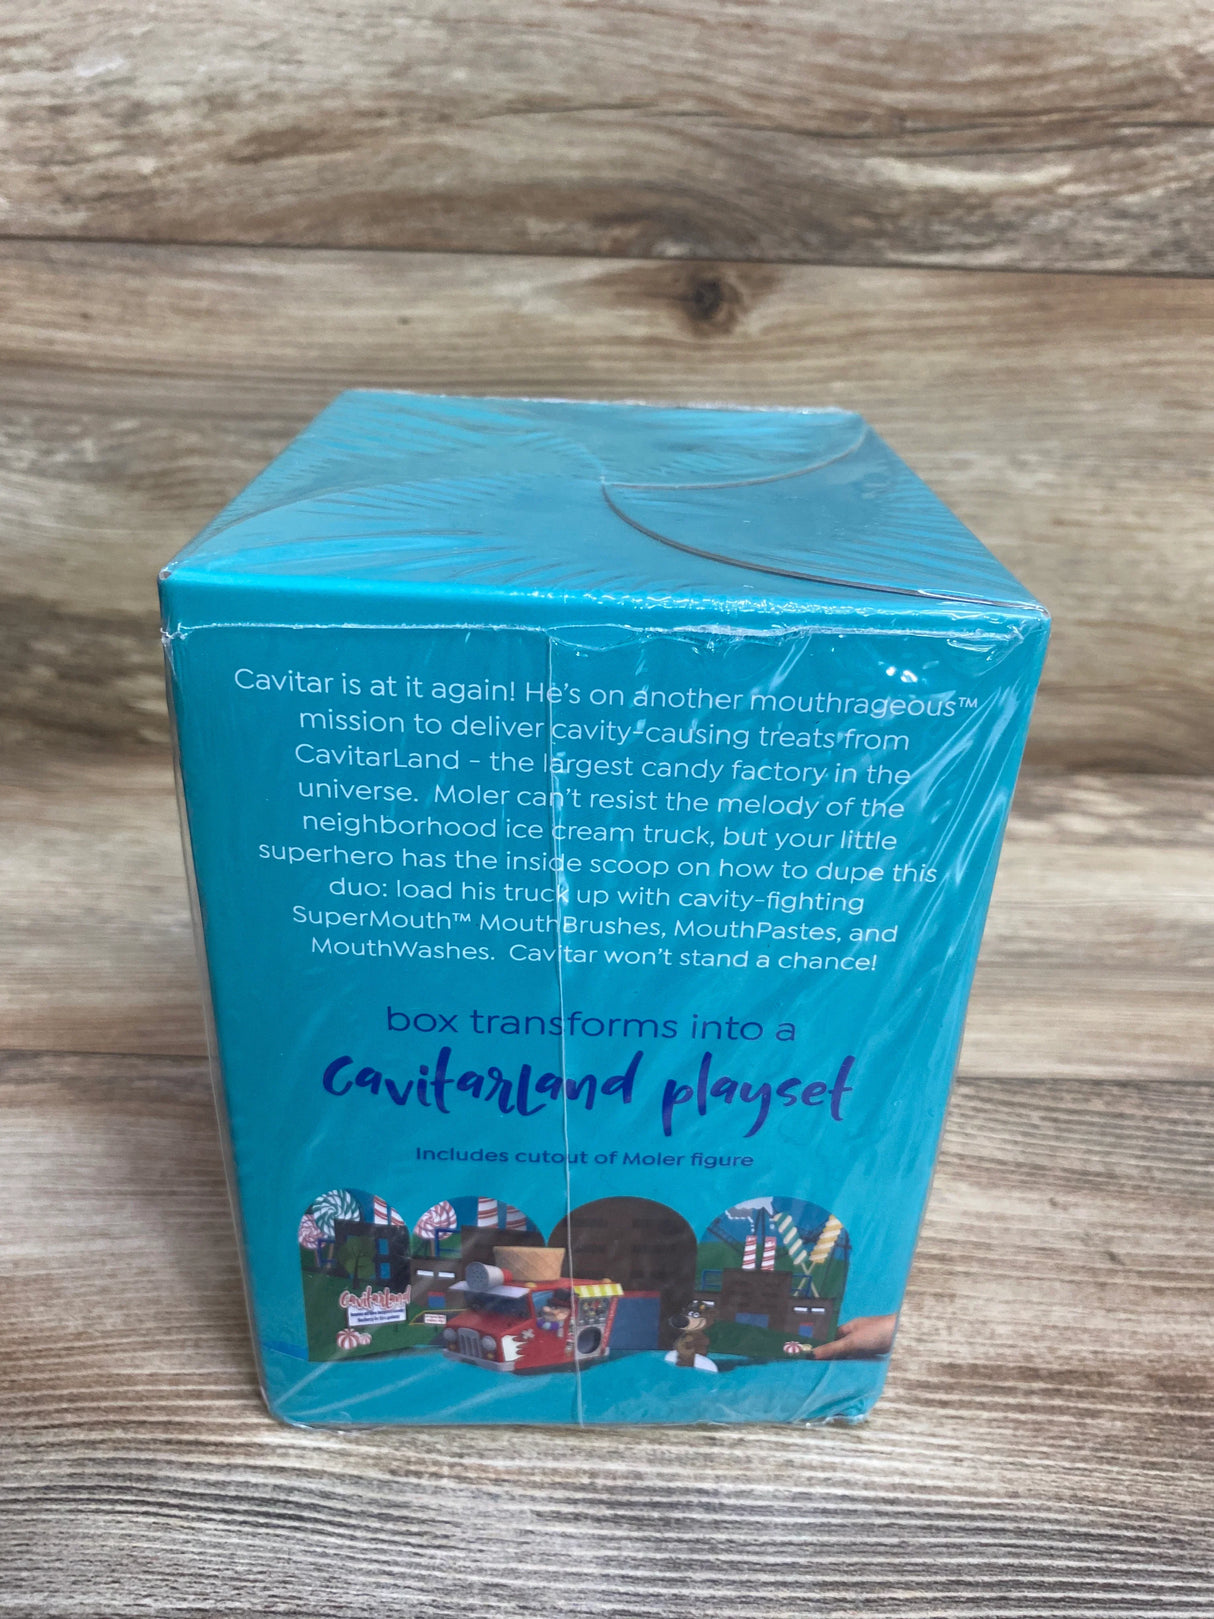 Cavitar is at it again! He's on another mouthrageous™
mission to deliver cavity-causing treats from
CavitarLand - the largest candy factory in the
universe. Moler can't resist the melody of the
neighborhood ice cream truck, but your little
superhero has the inside scoop on how to dupe this
duo: load his truck up with cavity-fighting
SuperMouth™ MouthBrushes, MouthPastes, and
MouthWashes. Cavitar won't stand a chance!
box transforms into a
CavitarLand playset
Includes cutout of Moler figure
CavitarLand